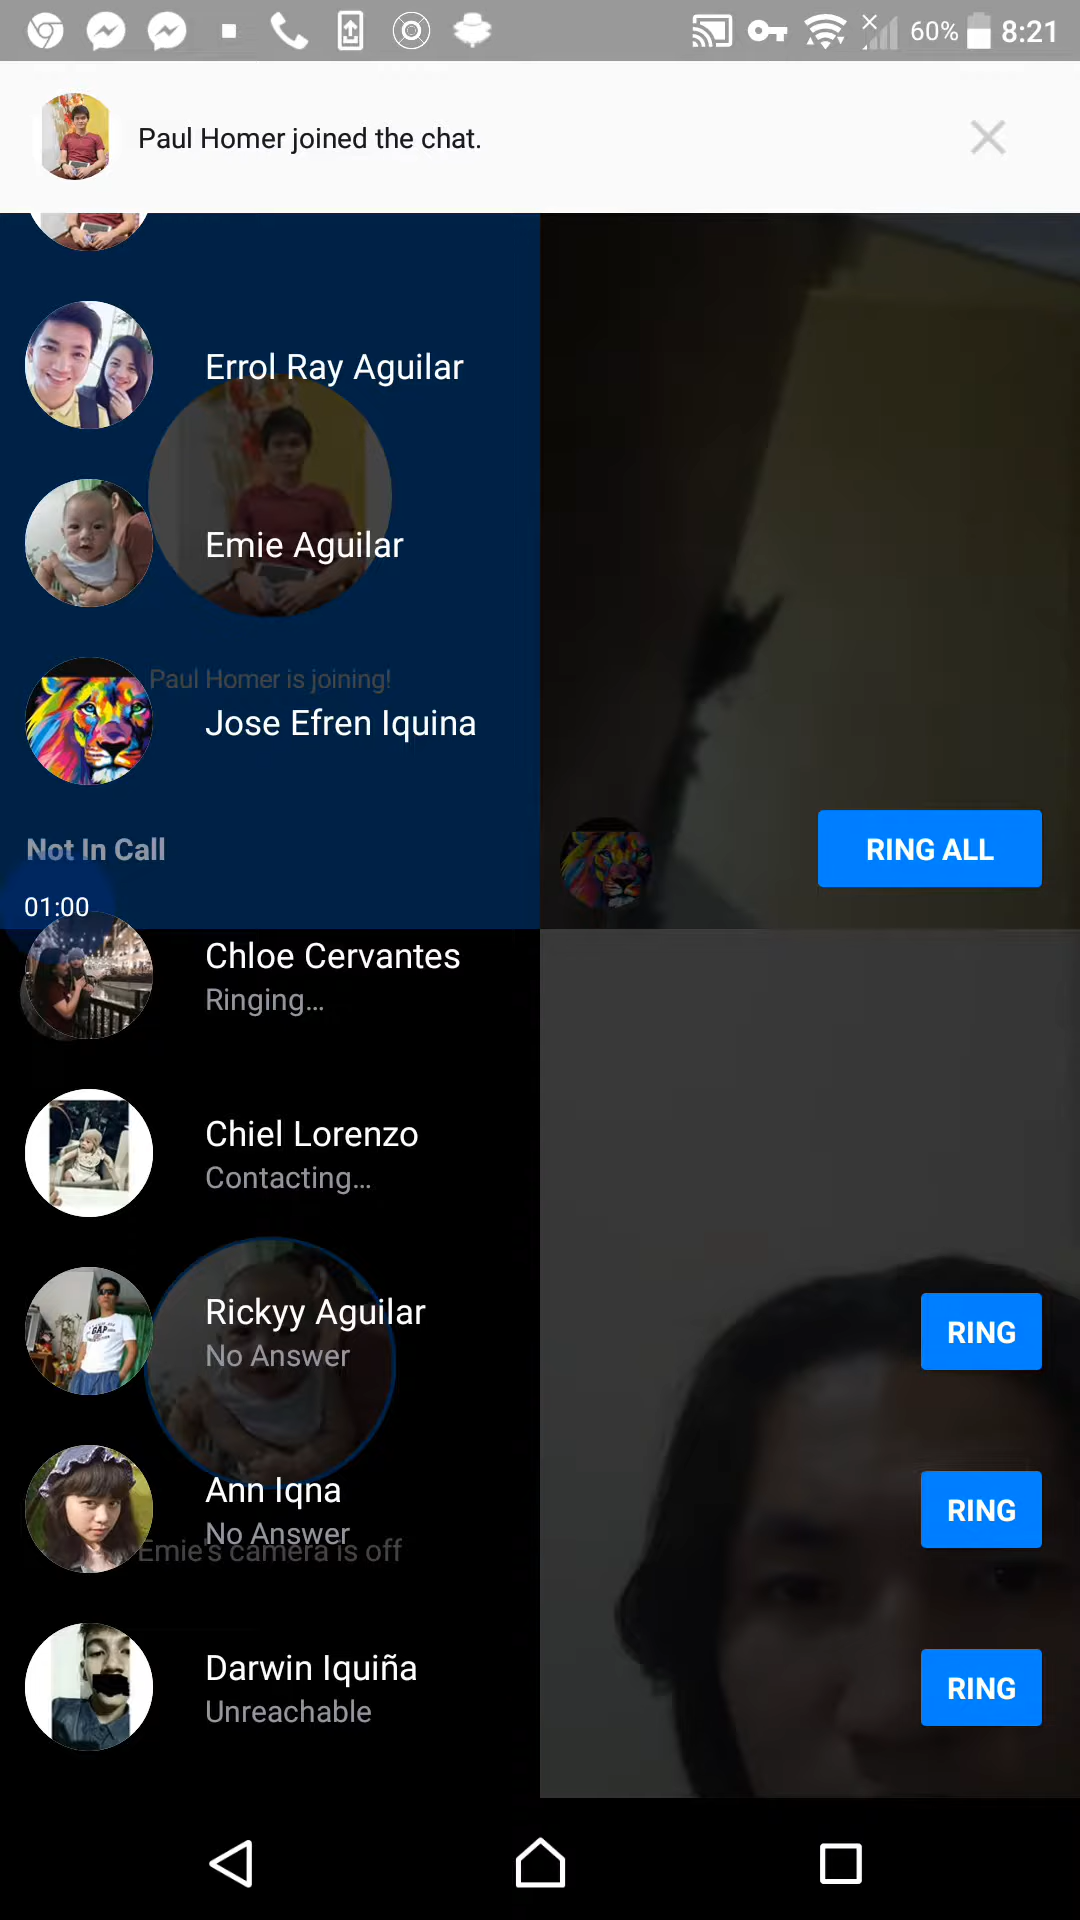 60% 8:21
Paul Homer joined the chat.
Errol Ray Aguilar
Emie Aguilar
Paul Homer is joining!
Jose Efren Iquina
Not In Call
RING ALL
01:00
Chloe Cervantes
Ringing...
Chiel Lorenzo
Contacting...
Rickyy Aguilar
No Answer
RING
Ann Iqna
No Answer
RING
Emie's camera is off
Darwin Iquiña
Unreachable
RING